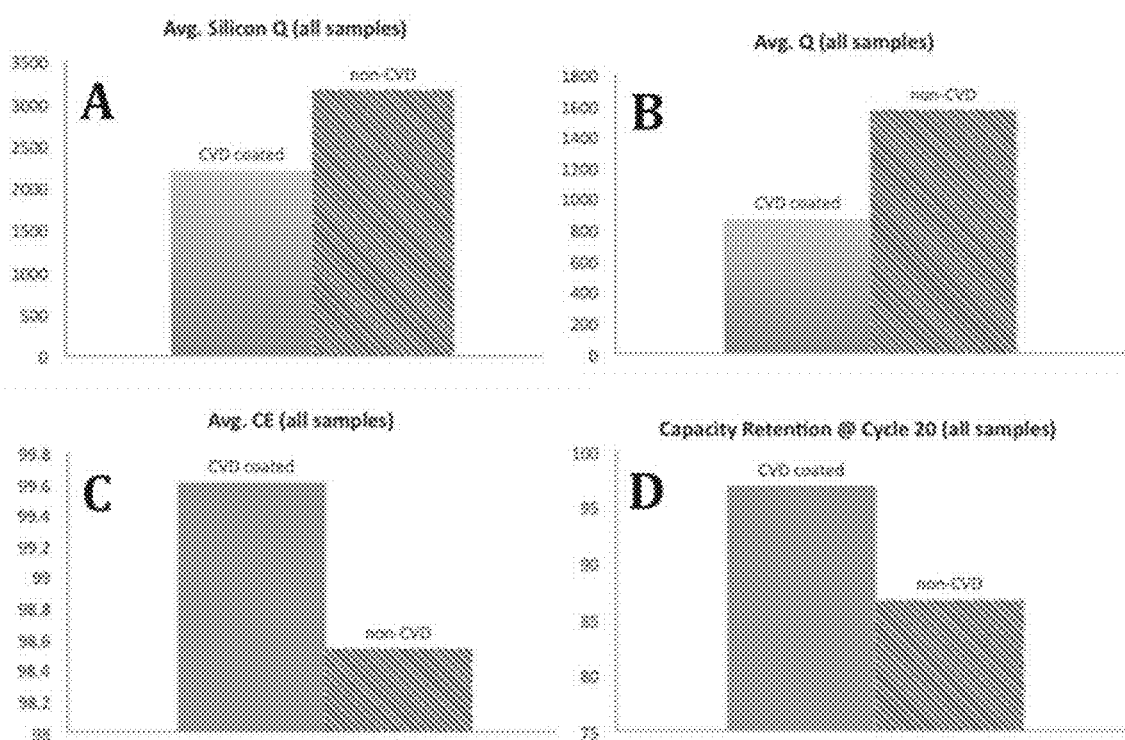 Avg. Silicon Q (all samples)
3500
3000
2500
2000
1500
1000
500
0
A
CVD coated
non-CVD
Avg. Q (all samples)
1800
1600
1400
1200
1000
800
600
400
200
0
B
CVD coated
non-CVD
Avg. CE (all samples)
99.8
99.6
99.4
99.2
99
98.8
98.6
98.4
98.2
98
C
CVD coated
non-CVD
Capacity Retention @ Cycle 20 (all samples)
100
95
90
85
80
75
D
CVD coated
non-CVD